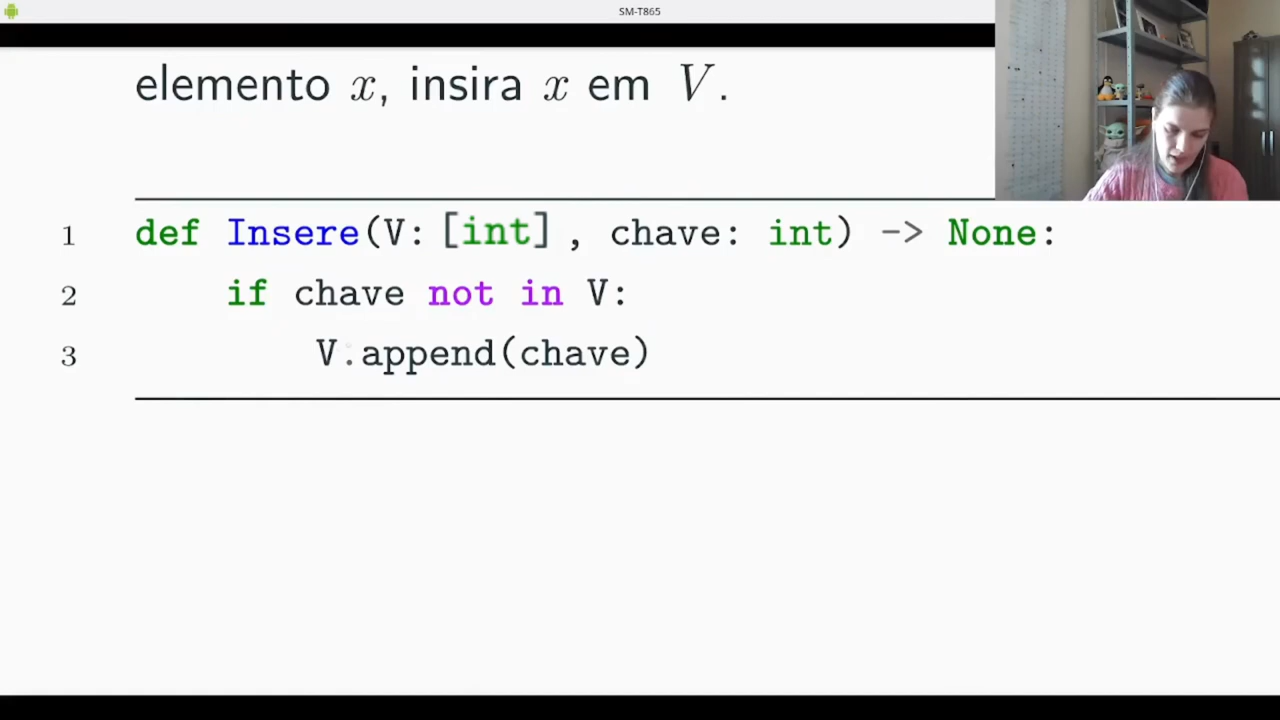 SM-T865
elemento x, insira x em V.
1 def Insere(V: [int] , chave: int) -> None:
2 if chave not in V:
3 V.append(chave)